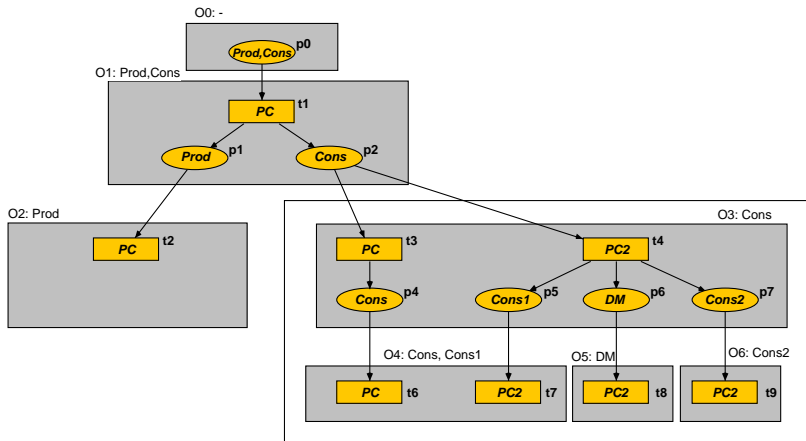 O0: -
Prod,Cons p0
O1: Prod,Cons
PC t1
Prod p1 Cons p2
O2: Prod
O3: Cons
PC t2 PC t3 PC2 t4
Cons p4 Cons1 p5 DM p6 Cons2 p7
O4: Cons, Cons1 O5: DM O6: Cons2
PC t6 PC2 t7 PC2 t8 PC2 t9